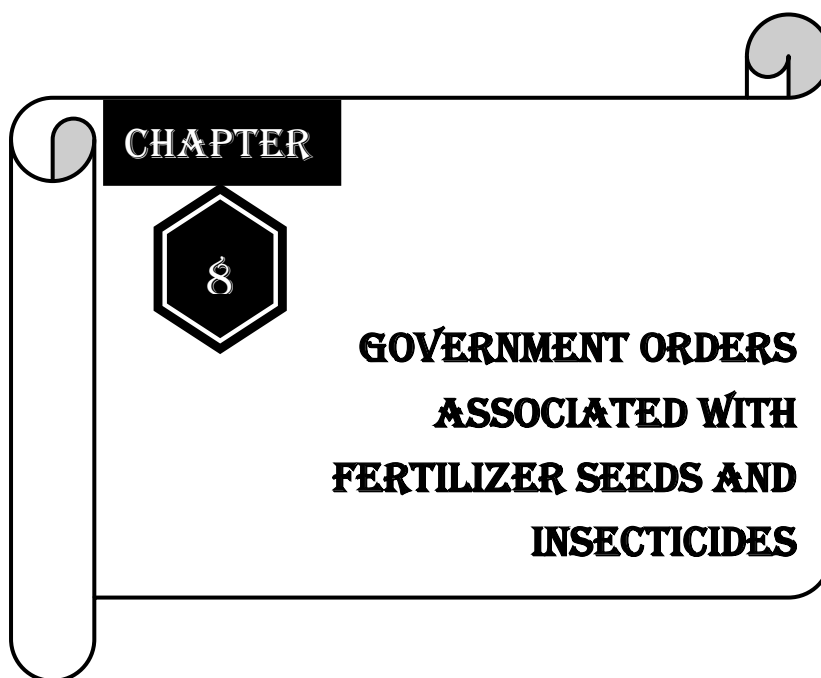 CHAPTER
8
GOVERNMENT ORDERS
ASSOCIATED WITH
FERTILIZER SEEDS AND
INSECTICIDES